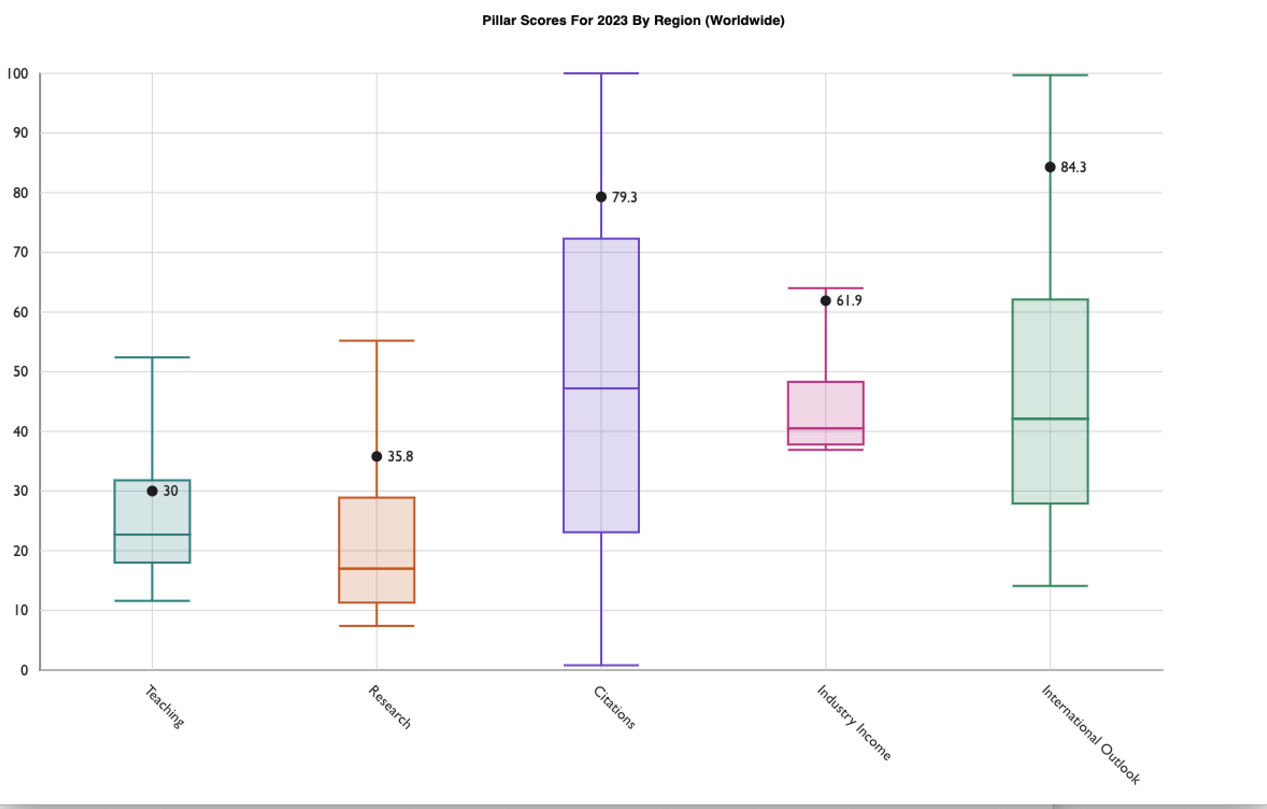 Pillar Scores For 2023 By Region (Worldwide)
100
90
80
70
60
50
40
30
20
10
0
30
35.8
79.3
61.9
84.3
Teaching
Research
Citations
Industry Income
International Outlook